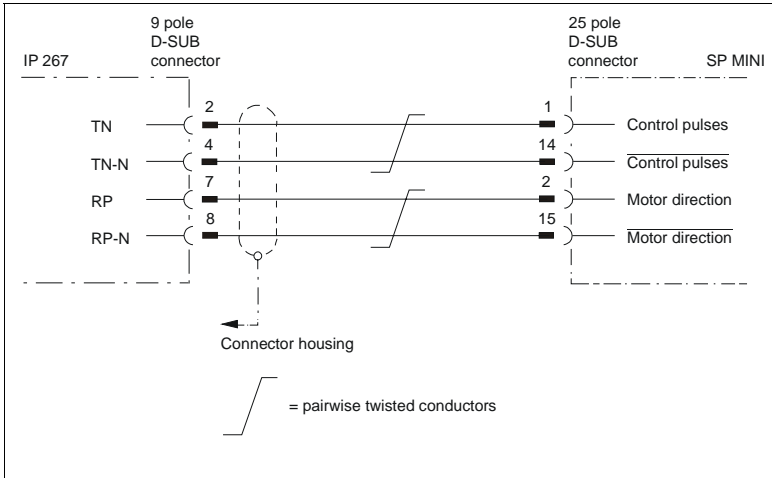 9 pole
D-SUB
connector
25 pole
D-SUB
connector
IP 267
SP MINI
TN 2 1 Control pulses
TN-N 4 14 Control pulses
RP 7 2 Motor direction
RP-N 8 15 Motor direction
Connector housing
= pairwise twisted conductors